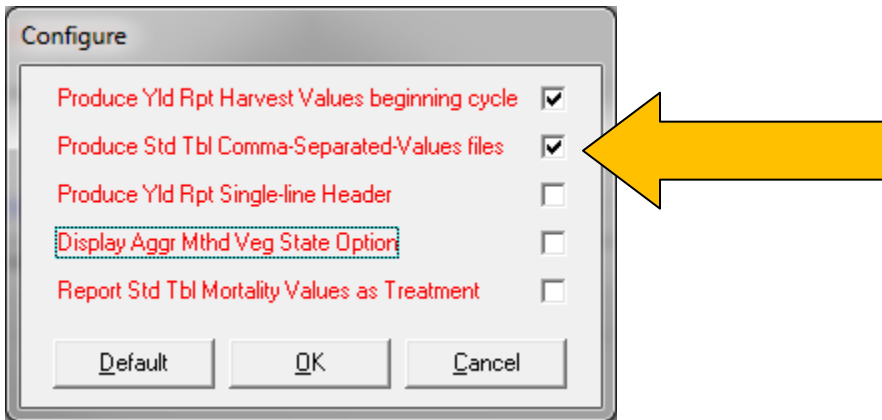 Configure
Produce Yld Rpt Harvest Values beginning cycle
Produce Std Tbl Comma-Separated-Values files
Produce Yld Rpt Single-line Header
Display Aggr Mthd Veg State Option
Report Std Tbl Mortality Values as Treatment
Default OK Cancel